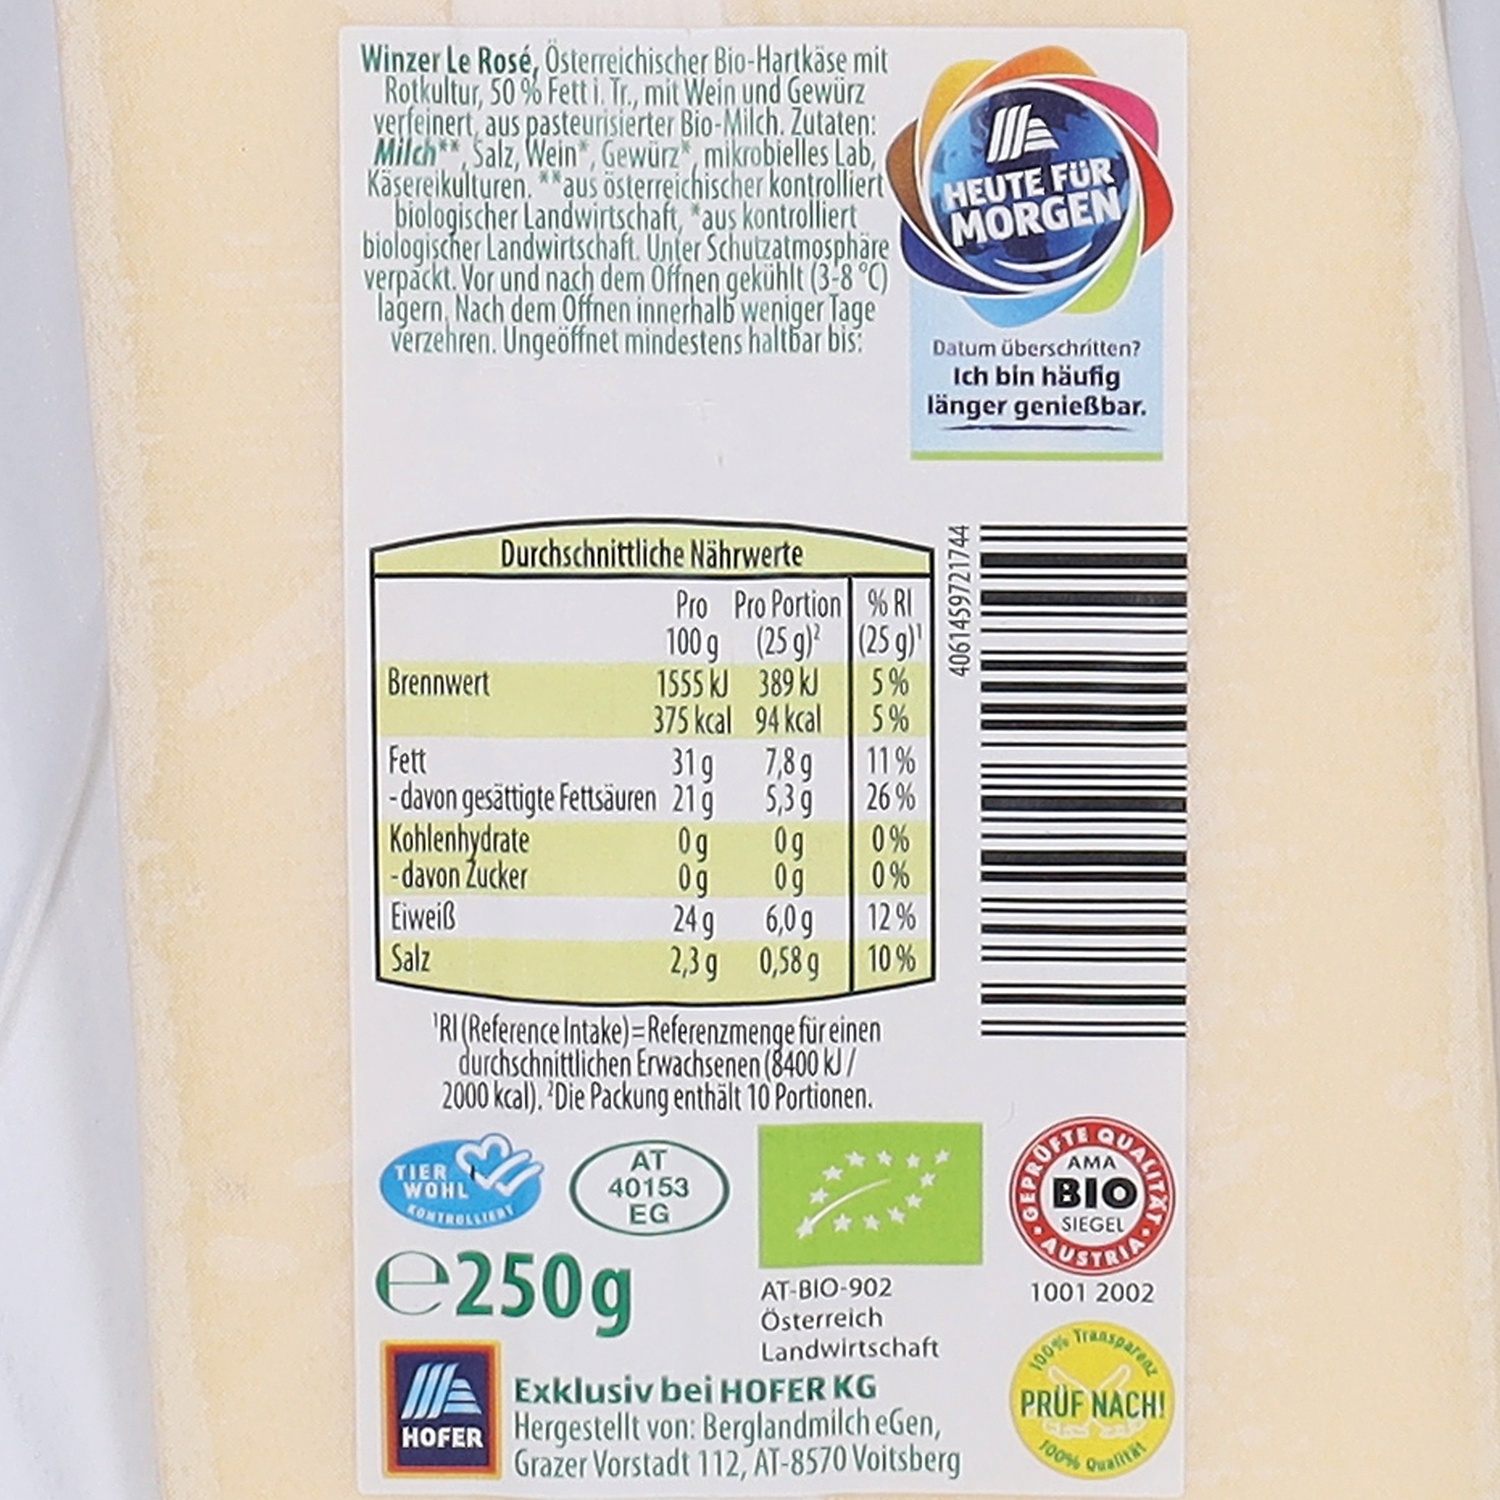 Winzer Le Rosé, Österreichischer Bio-Hartkäse mit
Rotkultur, 50 % Fett i. Tr., mit Wein und Gewürz
verfeinert, aus pasteurisierter Bio-Milch. Zutaten:
Milch**, Salz, Wein*, Gewürz*, mikrobielles Lab,
Käsereikulturen. **aus österreichischer kontrolliert
biologischer Landwirtschaft, *aus kontrolliert
biologischer Landwirtschaft. Unter Schutzatmosphäre
verpackt. Vor und nach dem Öffnen gekühlt (3-8 °C)
lagern. Nach dem Öffnen innerhalb weniger Tage
verzehren. Ungeöffnet mindestens haltbar bis:
HEUTE FÜR
MORGEN
Datum überschritten?
Ich bin häufig
länger genießbar.
Durchschnittliche Nährwerte
Pro Pro Portion % RI
100 g (25 g)² (25 g)¹
Brennwert 1555 kJ 389 kJ 5 %
375 kcal 94 kcal 5 %
Fett 31 g 7,8 g 11 %
- davon gesättigte Fettsäuren 21 g 5,3 g 26 %
Kohlenhydrate 0 g 0 g 0 %
- davon Zucker 0 g 0 g 0 %
Eiweiß 24 g 6,0 g 12 %
Salz 2,3 g 0,58 g 10 %
4061459721744
¹RI (Reference Intake)=Referenzmenge für einen
durchschnittlichen Erwachsenen (8400 kJ /
2000 kcal). ²Die Packung enthält 10 Portionen.
TIER
WOHL
KONTROLLIERT
AT
40153
EG
GEPRÜFTE QUALITÄT
AMA
BIO
SIEGEL
AUSTRIA
1001 2002
℮250g
AT-BIO-902
Österreich
Landwirtschaft
100% Transparenz
PRÜF NACH!
100% Qualität
HOFER
Exklusiv bei HOFER KG
Hergestellt von: Berglandmilch eGen,
Grazer Vorstadt 112, AT-8570 Voitsberg